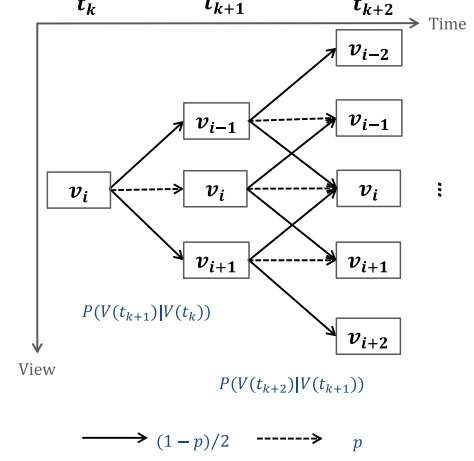 t_k t_{k+1} t_{k+2}
Time
v_{i-2}
v_{i-1} v_{i-1}
v_i v_i v_i ...
v_{i+1} v_{i+1}
P(V(t_{k+1})|V(t_k))
v_{i+2}
View
P(V(t_{k+2})|V(t_{k+1}))
(1 − p)/2 p